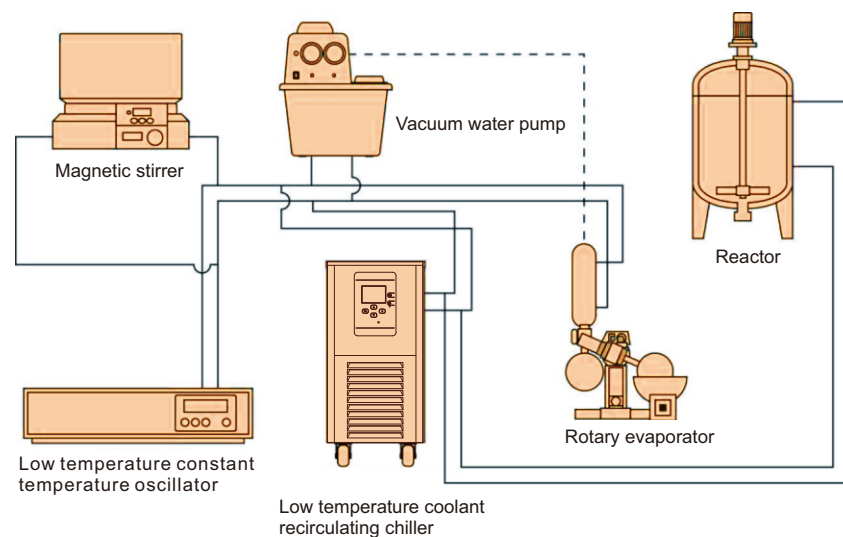 Vacuum water pump
Magnetic stirrer
Reactor
Rotary evaporator
Low temperature constant
temperature oscillator
Low temperature coolant
recirculating chiller